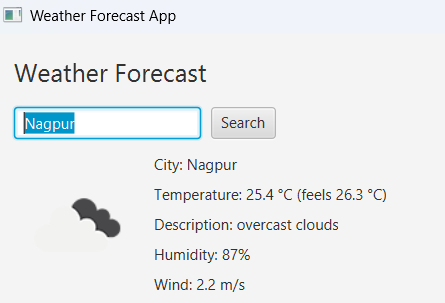 Weather Forecast App
Weather Forecast
Nagpur Search
City: Nagpur
Temperature: 25.4 °C (feels 26.3 °C)
Description: overcast clouds
Humidity: 87%
Wind: 2.2 m/s